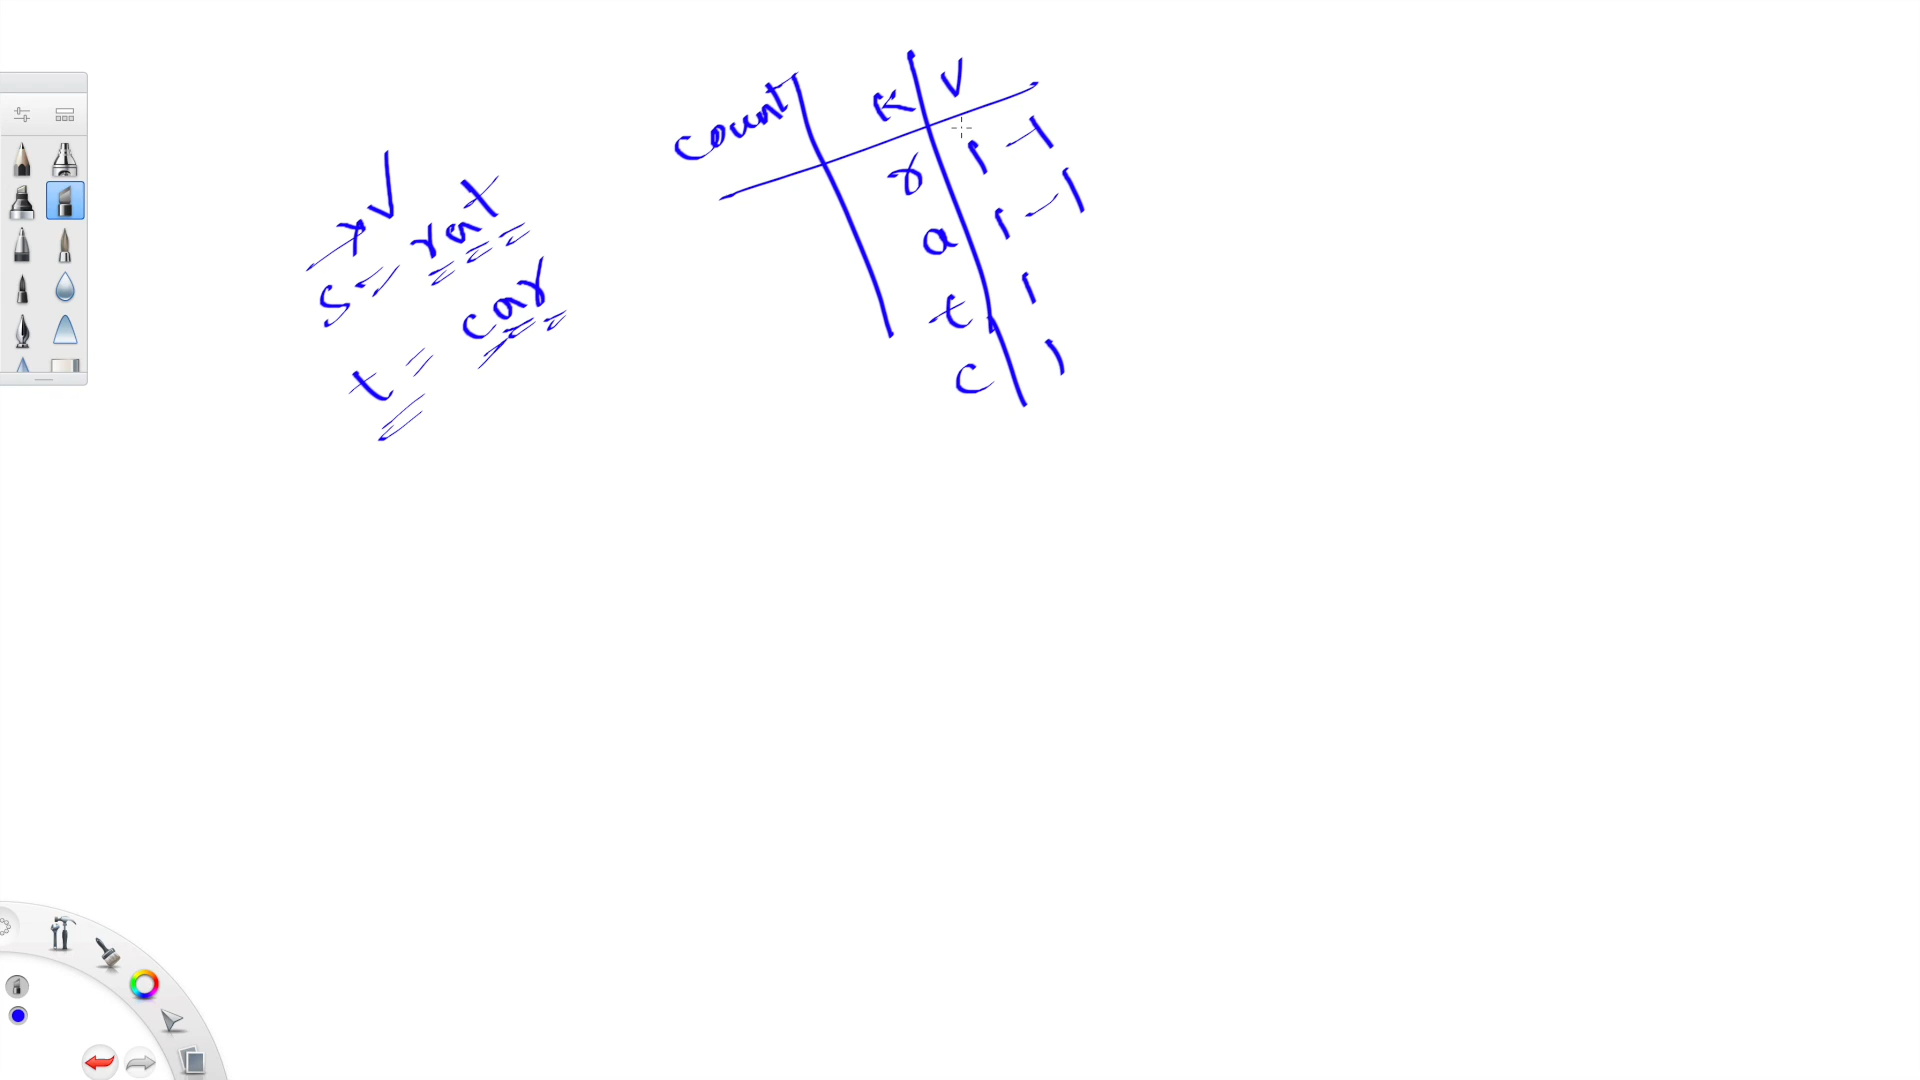 count
K V
r 1 -1
a 1 -1
t 1
c 1
s = rat
t = car